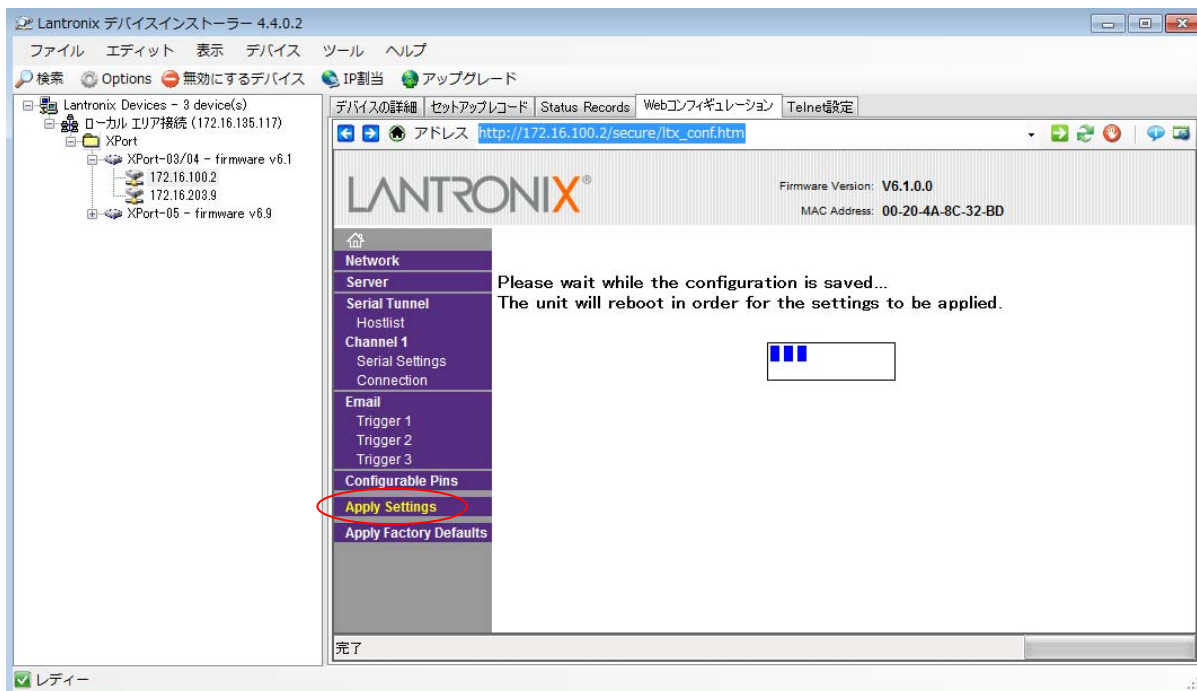 Lantronix デバイスインストーラー 4.4.0.2
ファイル エディット 表示 デバイス ツール ヘルプ
検索 Options 無効にするデバイス IP割当 アップグレード
Lantronix Devices - 3 device(s)
ローカル エリア接続 (172.16.135.117)
XPort
XPort-03/04 - firmware v6.1
172.16.100.2
172.16.203.9
XPort-05 - firmware v6.9
デバイスの詳細 セットアップレコード Status Records Webコンフィギュレーション Telnet設定
アドレス http://172.16.100.2/secure/ltx_conf.htm
LANTRONIX®
Firmware Version: V6.1.0.0
MAC Address: 00-20-4A-8C-32-BD
Network
Server
Serial Tunnel
Hostlist
Channel 1
Serial Settings
Connection
Email
Trigger 1
Trigger 2
Trigger 3
Configurable Pins
Apply Settings
Apply Factory Defaults
Please wait while the configuration is saved...
The unit will reboot in order for the settings to be applied.
完了
レディー